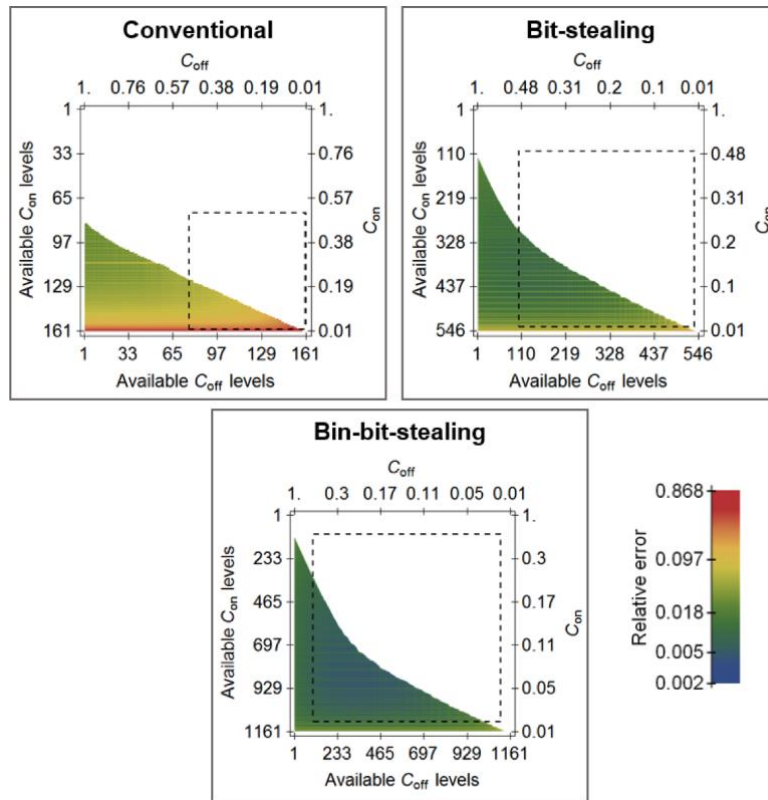 Conventional
C_off
1. 0.76 0.57 0.38 0.19 0.01
Available C_on levels
1
33
65
97
129
161
1.
0.76
0.57
0.38
0.19
0.01
C_on
1 33 65 97 129 161
Available C_off levels
Bit-stealing
C_off
1. 0.48 0.31 0.2 0.1 0.01
Available C_on levels
1
110
219
328
437
546
1.
0.48
0.31
0.2
0.1
0.01
C_on
1 110 219 328 437 546
Available C_off levels
Bin-bit-stealing
C_off
1. 0.3 0.17 0.11 0.05 0.01
Available C_on levels
1
233
465
697
929
1161
1.
0.3
0.17
0.11
0.05
0.01
C_on
1 233 465 697 929 1161
Available C_off levels
Relative error
0.868
0.097
0.018
0.005
0.002